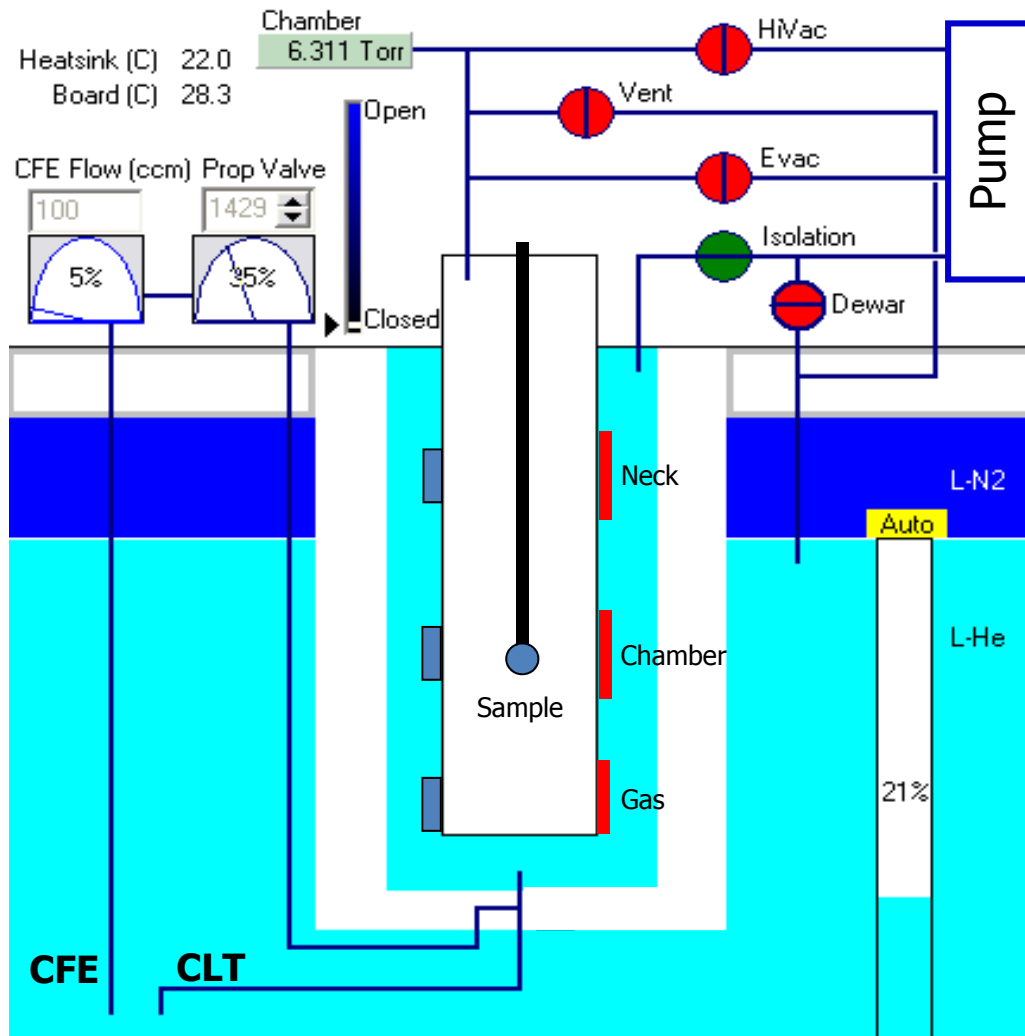 Chamber
6.311 Torr
Heatsink (C) 22.0
Board (C) 28.3
HiVac
Vent
Open
Evac
Pump
CFE Flow (ccm) Prop Valve
100
1429
5%
35%
Isolation
Closed
Dewar
Neck
L-N2
Auto
L-He
Chamber
Sample
21%
Gas
CFE
CLT